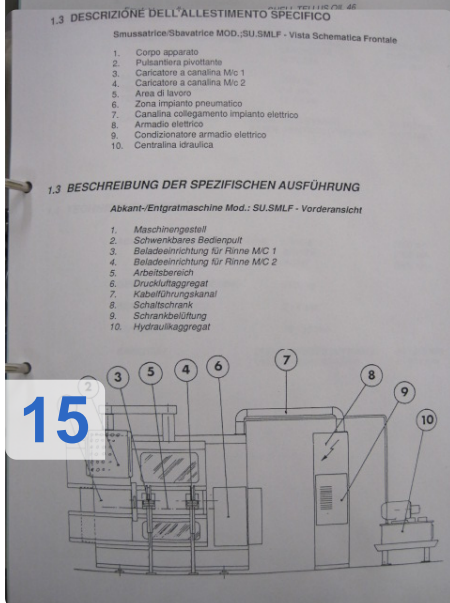 SHELL TELLUS OIL 46
1.3 DESCRIZIONE DELL'ALLESTIMENTO SPECIFICO
Smussatrice/Sbavatrice MOD.;SU.SMLF - Vista Schematica Frontale
1. Corpo apparato
2. Pulsantiera pivottante
3. Caricatore a canalina M/c 1
4. Caricatore a canalina M/c 2
5. Area di lavoro
6. Zona impianto pneumatico
7. Canalina collegamento impianto elettrico
8. Armadio elettrico
9. Condizionatore armadio elettrico
10. Centralina idraulica
1.3 BESCHREIBUNG DER SPEZIFISCHEN AUSFÜHRUNG
Abkant-/Entgratmaschine Mod.: SU.SMLF - Vorderansicht
1. Maschinengestell
2. Schwenkbares Bedienpult
3. Beladeeinrichtung für Rinne M/C 1
4. Beladeeinrichtung für Rinne M/C 2
5. Arbeitsbereich
6. Druckluftaggregat
7. Kabelführungskanal
8. Schaltschrank
9. Schrankbelüftung
10. Hydraulikaggregat
2 3 5 4 6 7 8 9 10
15